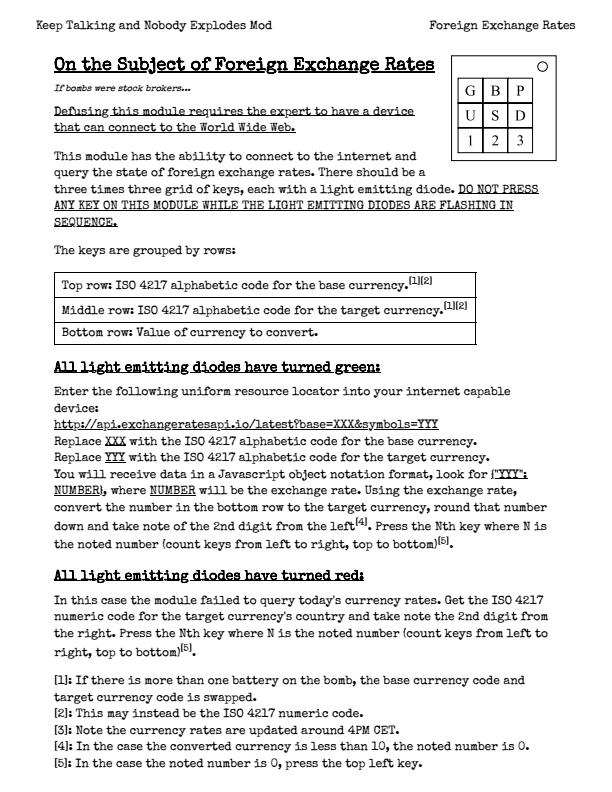 Keep Talking and Nobody Explodes Mod Foreign Exchange Rates
On the Subject of Foreign Exchange Rates
If bombs were stock brokers...
G B P
U S D
1 2 3
Defusing this module requires the expert to have a device
that can connect to the World Wide Web.
This module has the ability to connect to the internet and
query the state of foreign exchange rates. There should be a
three times three grid of keys, each with a light emitting diode. DO NOT PRESS
ANY KEY ON THIS MODULE WHILE THE LIGHT EMITTING DIODES ARE FLASHING IN
SEQUENCE.
The keys are grouped by rows:
Top row: ISO 4217 alphabetic code for the base currency.[1][2]
Middle row: ISO 4217 alphabetic code for the target currency.[1][2]
Bottom row: Value of currency to convert.
All light emitting diodes have turned green:
Enter the following uniform resource locator into your internet capable
device:
http://api.exchangeratesapi.io/latest?base=XXX&symbols=YYY
Replace XXX with the ISO 4217 alphabetic code for the base currency.
Replace YYY with the ISO 4217 alphabetic code for the target currency.
You will receive data in a Javascript object notation format, look for {"YYY":
NUMBER}, where NUMBER will be the exchange rate. Using the exchange rate,
convert the number in the bottom row to the target currency, round that number
down and take note of the 2nd digit from the left[4]. Press the Nth key where N is
the noted number (count keys from left to right, top to bottom)[5].
All light emitting diodes have turned red:
In this case the module failed to query today's currency rates. Get the ISO 4217
numeric code for the target currency's country and take note the 2nd digit from
the right. Press the Nth key where N is the noted number (count keys from left to
right, top to bottom)[5].
[1]: If there is more than one battery on the bomb, the base currency code and
target currency code is swapped.
[2]: This may instead be the ISO 4217 numeric code.
[3]: Note the currency rates are updated around 4PM CET.
[4]: In the case the converted currency is less than 10, the noted number is 0.
[5]: In the case the noted number is 0, press the top left key.